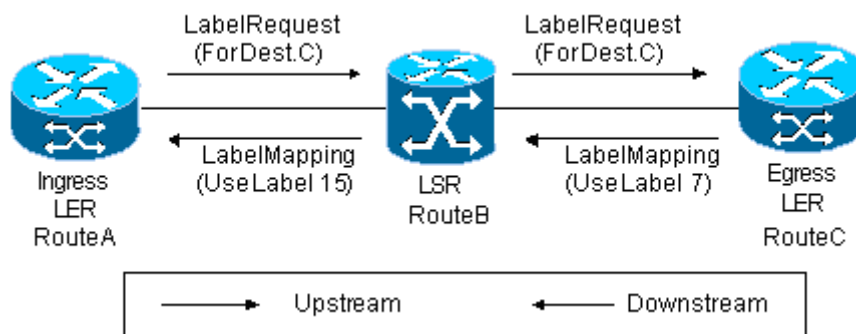 LabelRequest
(ForDest.C)
LabelRequest
(ForDest.C)
LabelMapping
(UseLabel 15)
LabelMapping
(UseLabel 7)
Ingress
LER
RouteA
LSR
RouteB
Egress
LER
RouteC
Upstream
Downstream